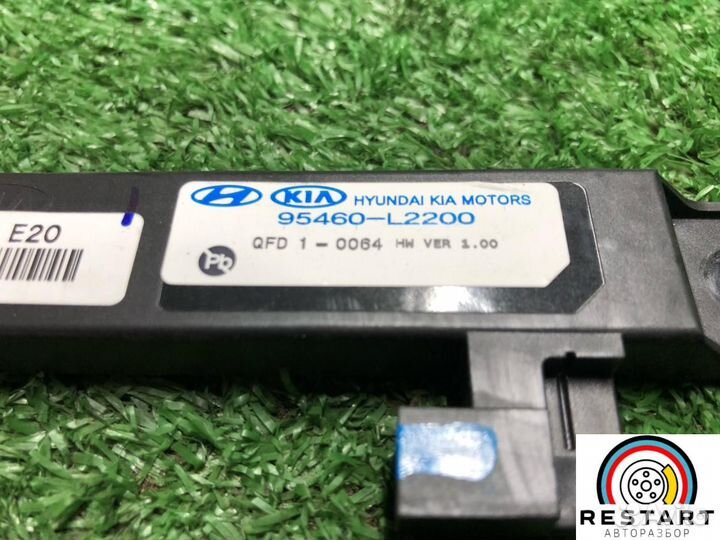 KIA HYUNDAI KIA MOTORS
95460-L2200
QFD 1-0064 HW VER 1.00
Pb
E20
RESTART
АВТОРАЗБОР